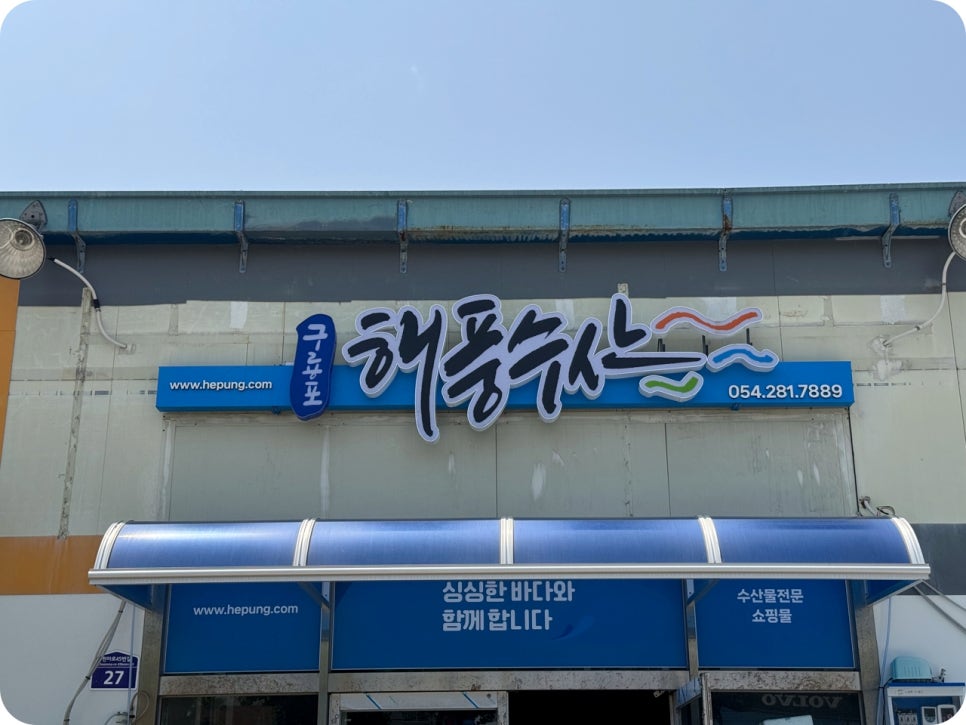 구룡포
해풍수산
www.hepung.com
054.281.7889
싱싱한 바다와
함께 합니다
www.hepung.com
수산물전문
쇼핑몰
27
VOLVO